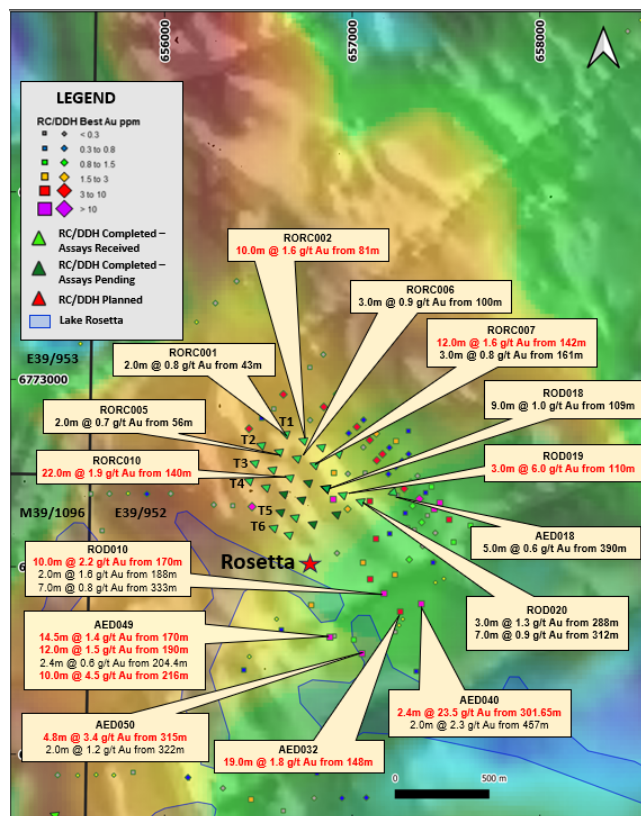 656000
657000
658000
LEGEND
RC/DDH Best Au ppm
< 0.3
0.3 to 0.8
0.8 to 1.5
1.5 to 3
3 to 10
> 10
RC/DDH Completed –
Assays Received
RC/DDH Completed –
Assays Pending
RC/DDH Planned
Lake Rosetta
RORC002
10.0m @ 1.6 g/t Au from 81m
RORC006
3.0m @ 0.9 g/t Au from 100m
RORC007
12.0m @ 1.6 g/t Au from 142m
3.0m @ 0.8 g/t Au from 161m
E39/953
6773000
RORC001
2.0m @ 0.8 g/t Au from 43m
ROD018
9.0m @ 1.0 g/t Au from 109m
RORC005
2.0m @ 0.7 g/t Au from 56m
T1
T2
T3
T4
T5
T6
ROD019
3.0m @ 6.0 g/t Au from 110m
RORC010
22.0m @ 1.9 g/t Au from 140m
M39/1096
E39/952
AED018
5.0m @ 0.6 g/t Au from 390m
Rosetta
ROD010
10.0m @ 2.2 g/t Au from 170m
2.0m @ 1.6 g/t Au from 188m
7.0m @ 0.8 g/t Au from 333m
ROD020
3.0m @ 1.3 g/t Au from 288m
7.0m @ 0.9 g/t Au from 312m
AED049
14.5m @ 1.4 g/t Au from 170m
12.0m @ 1.5 g/t Au from 190m
2.4m @ 0.6 g/t Au from 204.4m
10.0m @ 4.5 g/t Au from 216m
AED040
2.4m @ 23.5 g/t Au from 301.65m
2.0m @ 2.3 g/t Au from 457m
AED050
4.8m @ 3.4 g/t Au from 315m
2.0m @ 1.2 g/t Au from 322m
AED032
19.0m @ 1.8 g/t Au from 148m
0
500 m